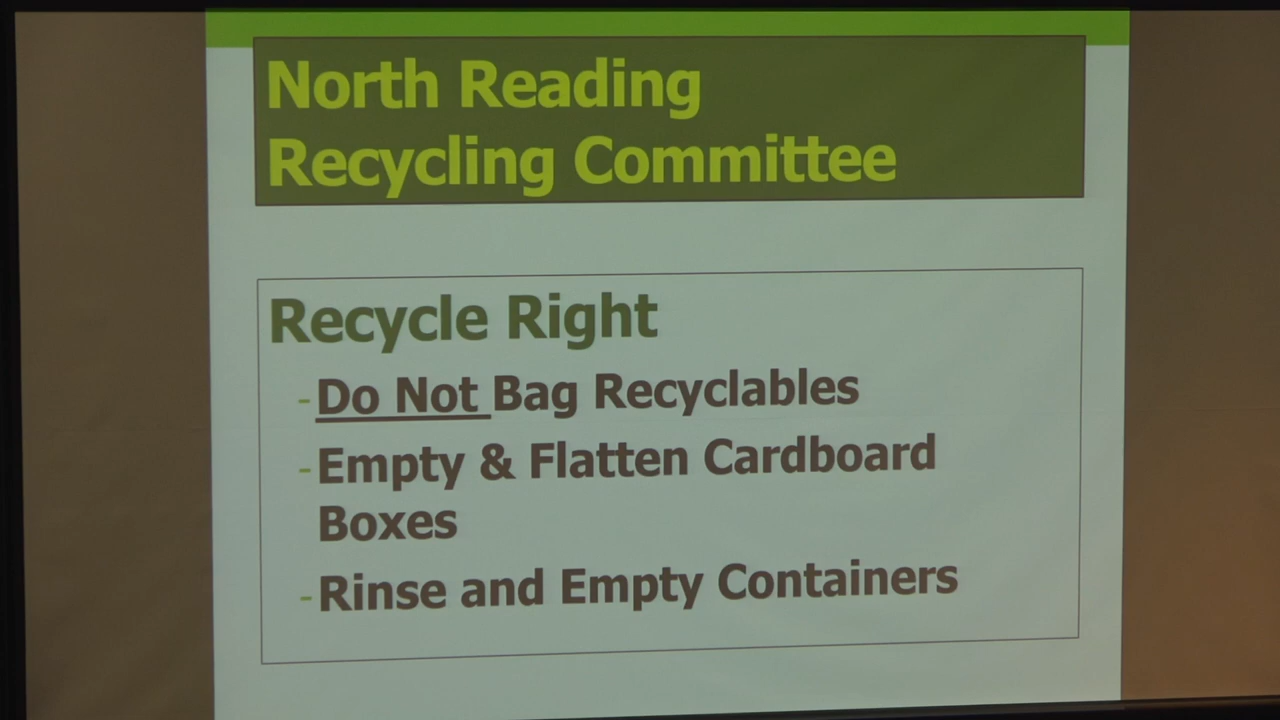 North Reading
Recycling Committee
Recycle Right
-Do Not Bag Recyclables
-Empty & Flatten Cardboard
Boxes
-Rinse and Empty Containers